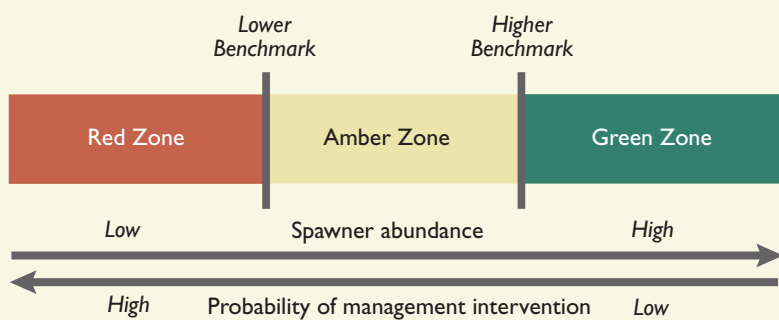 Lower
Benchmark
Higher
Benchmark
Red Zone
Amber Zone
Green Zone
Low Spawner abundance High
High Probability of management intervention Low